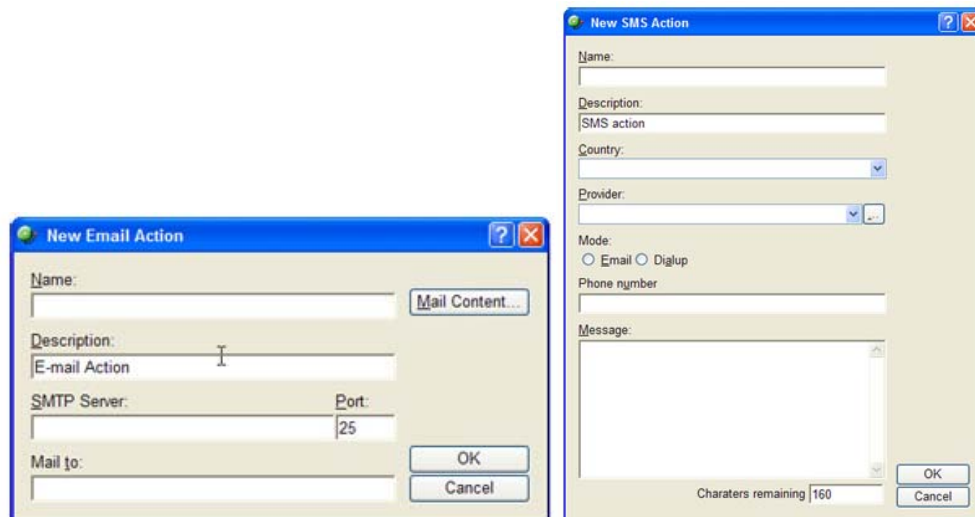 New Email Action
Name:
Mail Content...
Description:
E-mail Action
SMTP Server:
Port:
25
Mail to:
OK
Cancel
New SMS Action
Name:
Description:
SMS action
Country:
Provider:
...
Mode:
Email
Dialup
Phone number
Message:
Charaters remaining
160
OK
Cancel